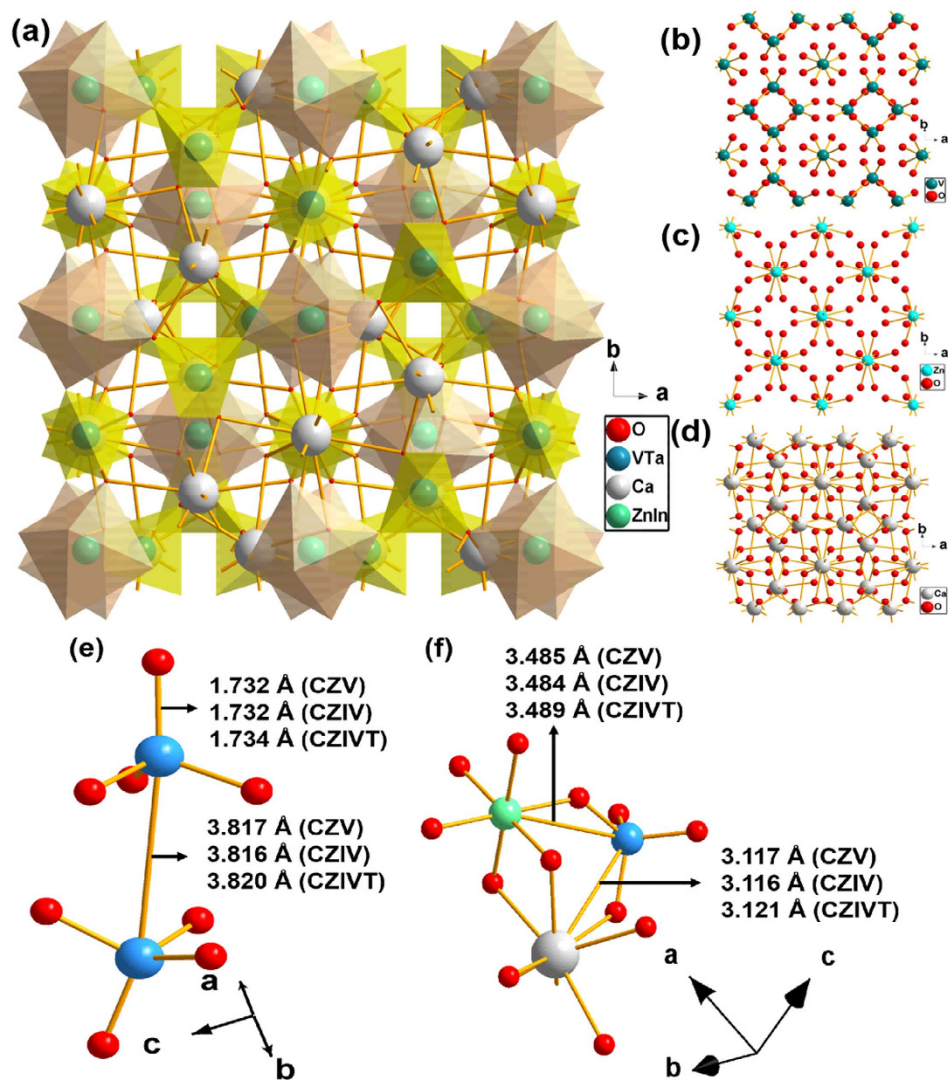 (a)
b
a
O
VTa
Ca
ZnIn
(b)
b
a
V
O
(c)
b
a
Zn
O
(d)
b
a
Ca
O
(e)
1.732 Å (CZV)
1.732 Å (CZIV)
1.734 Å (CZIVT)
3.817 Å (CZV)
3.816 Å (CZIV)
3.820 Å (CZIVT)
a
c
b
(f)
3.485 Å (CZV)
3.484 Å (CZIV)
3.489 Å (CZIVT)
3.117 Å (CZV)
3.116 Å (CZIV)
3.121 Å (CZIVT)
a
c
b